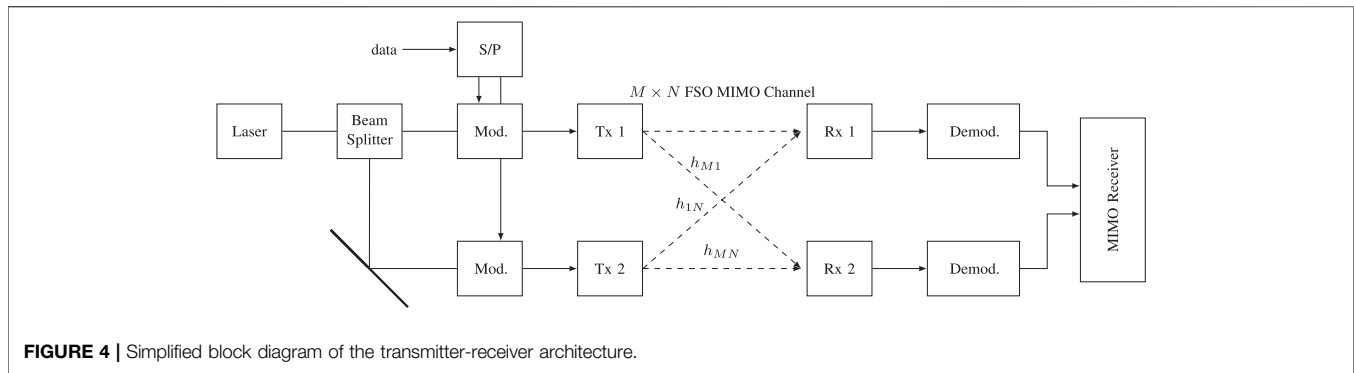 data
S/P
M × N FSO MIMO Channel
Laser
Beam
Splitter
Mod.
Tx 1
Rx 1
Demod.
h_{M1}
h_{1N}
h_{MN}
Mod.
Tx 2
Rx 2
Demod.
MIMO Receiver
FIGURE 4 | Simplified block diagram of the transmitter-receiver architecture.